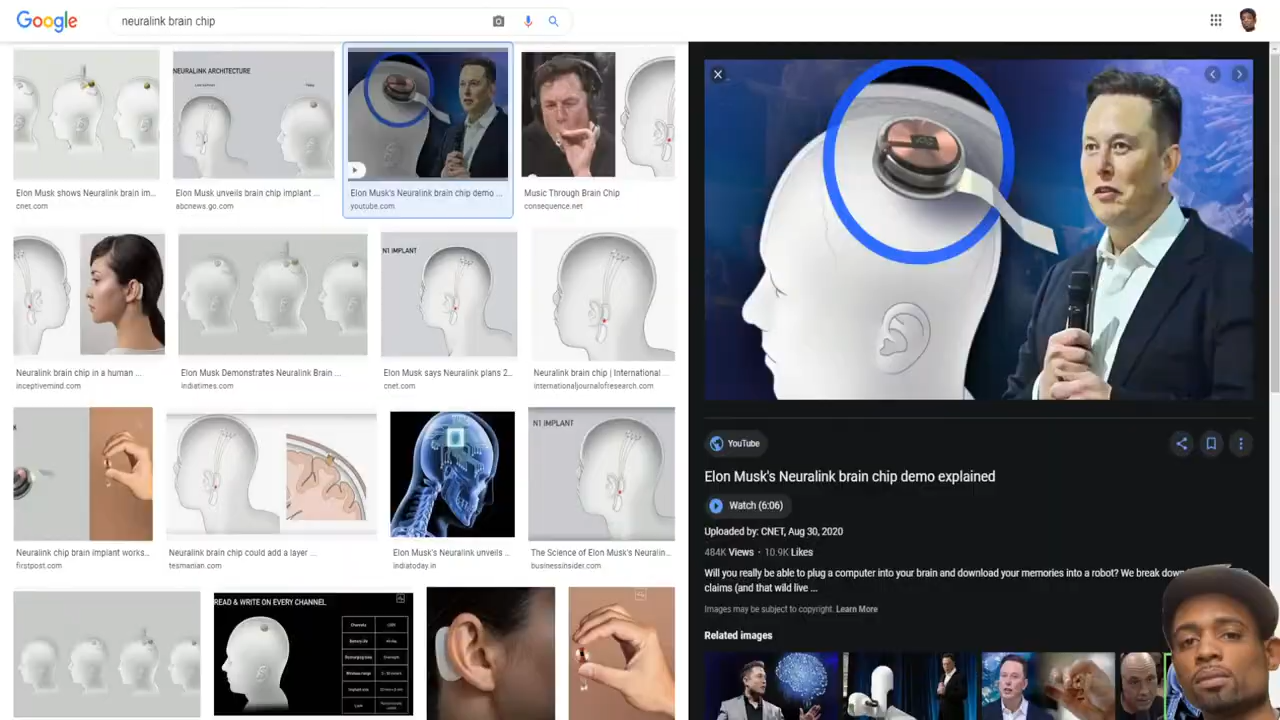 Google
neuralink brain chip
NEURALINK ARCHITECTURE
Elon Musk shows Neuralink brain im...
cnet.com
Elon Musk unveils brain chip implant ...
abcnews.go.com
Elon Musk's Neuralink brain chip demo ...
youtube.com
Music Through Brain Chip
consequence.net
N1 IMPLANT
Neuralink brain chip in a human ...
inceptivemind.com
Elon Musk Demonstrates Neuralink Brain ...
indiatimes.com
Elon Musk says Neuralink plans 2...
cnet.com
Neuralink brain chip | International ...
internationaljournalofresearch.com
N1 IMPLANT
Neuralink chip brain implant works...
firstpost.com
Neuralink brain chip could add a layer ...
tesmanian.com
Elon Musk's Neuralink unveils ...
indiatoday.in
The Science of Elon Musk's Neuralin...
businessinsider.com
READ & WRITE ON EVERY CHANNEL
YouTube
Elon Musk's Neuralink brain chip demo explained
Watch (6:06)
Uploaded by: CNET, Aug 30, 2020
484K Views · 10.9K Likes
Will you really be able to plug a computer into your brain and download your memories into a robot? We break
claims (and that wild live ...
Images may be subject to copyright. Learn More
Related images